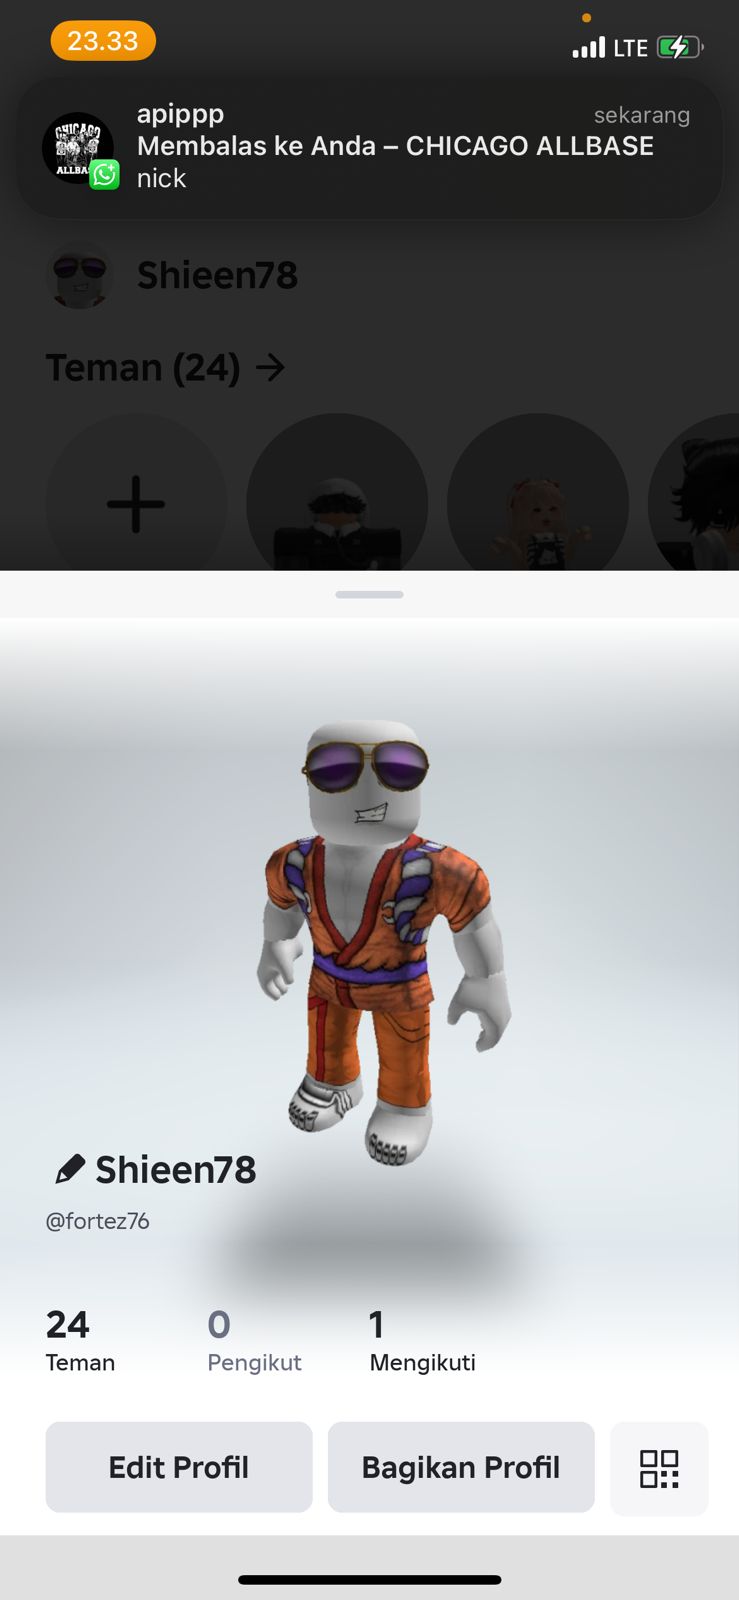 23.33
LTE
apippp
sekarang
Membalas ke Anda – CHICAGO ALLBASE
nick
CHICAGO
Shieen78
Teman (24) →
Shieen78
@fortez76
24
0
1
Teman
Pengikut
Mengikuti
Edit Profil
Bagikan Profil